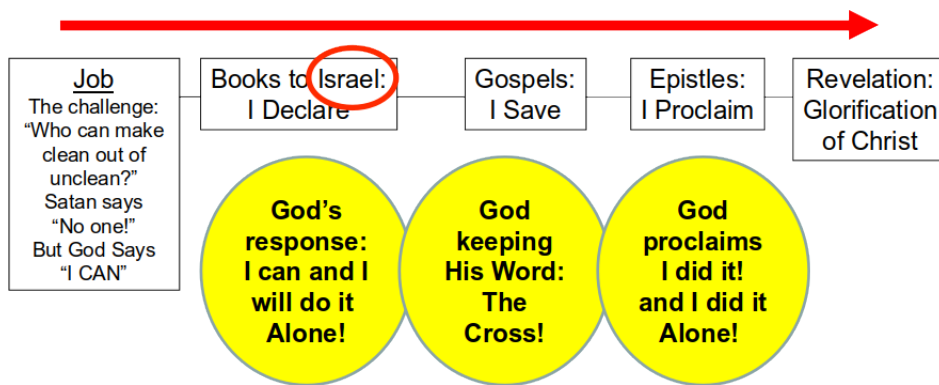 Job
The challenge:
“Who can make
clean out of
unclean?”
Satan says
“No one!”
But God Says
“I CAN”
Books to Israel:
I Declare
Gospels:
I Save
Epistles:
I Proclaim
Revelation:
Glorification
of Christ
God’s
response:
I can and I
will do it
Alone!
God
keeping
His Word:
The
Cross!
God
proclaims
I did it!
and I did it
Alone!